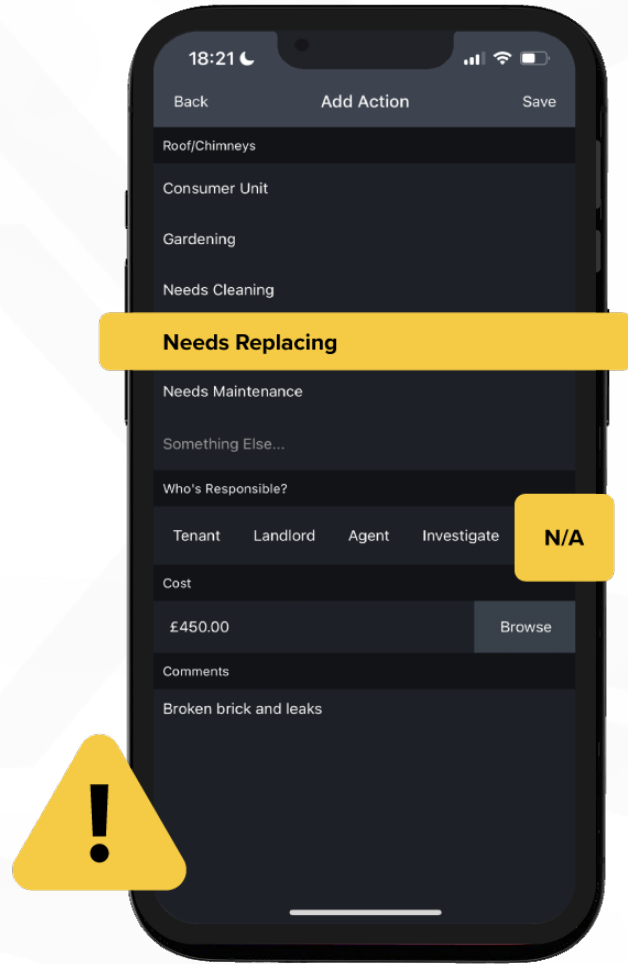 18:21
Back Add Action Save
Roof/Chimneys
Consumer Unit
Gardening
Needs Cleaning
Needs Replacing
Needs Maintenance
Something Else...
Who's Responsible?
Tenant Landlord Agent Investigate N/A
Cost
£450.00 Browse
Comments
Broken brick and leaks
!